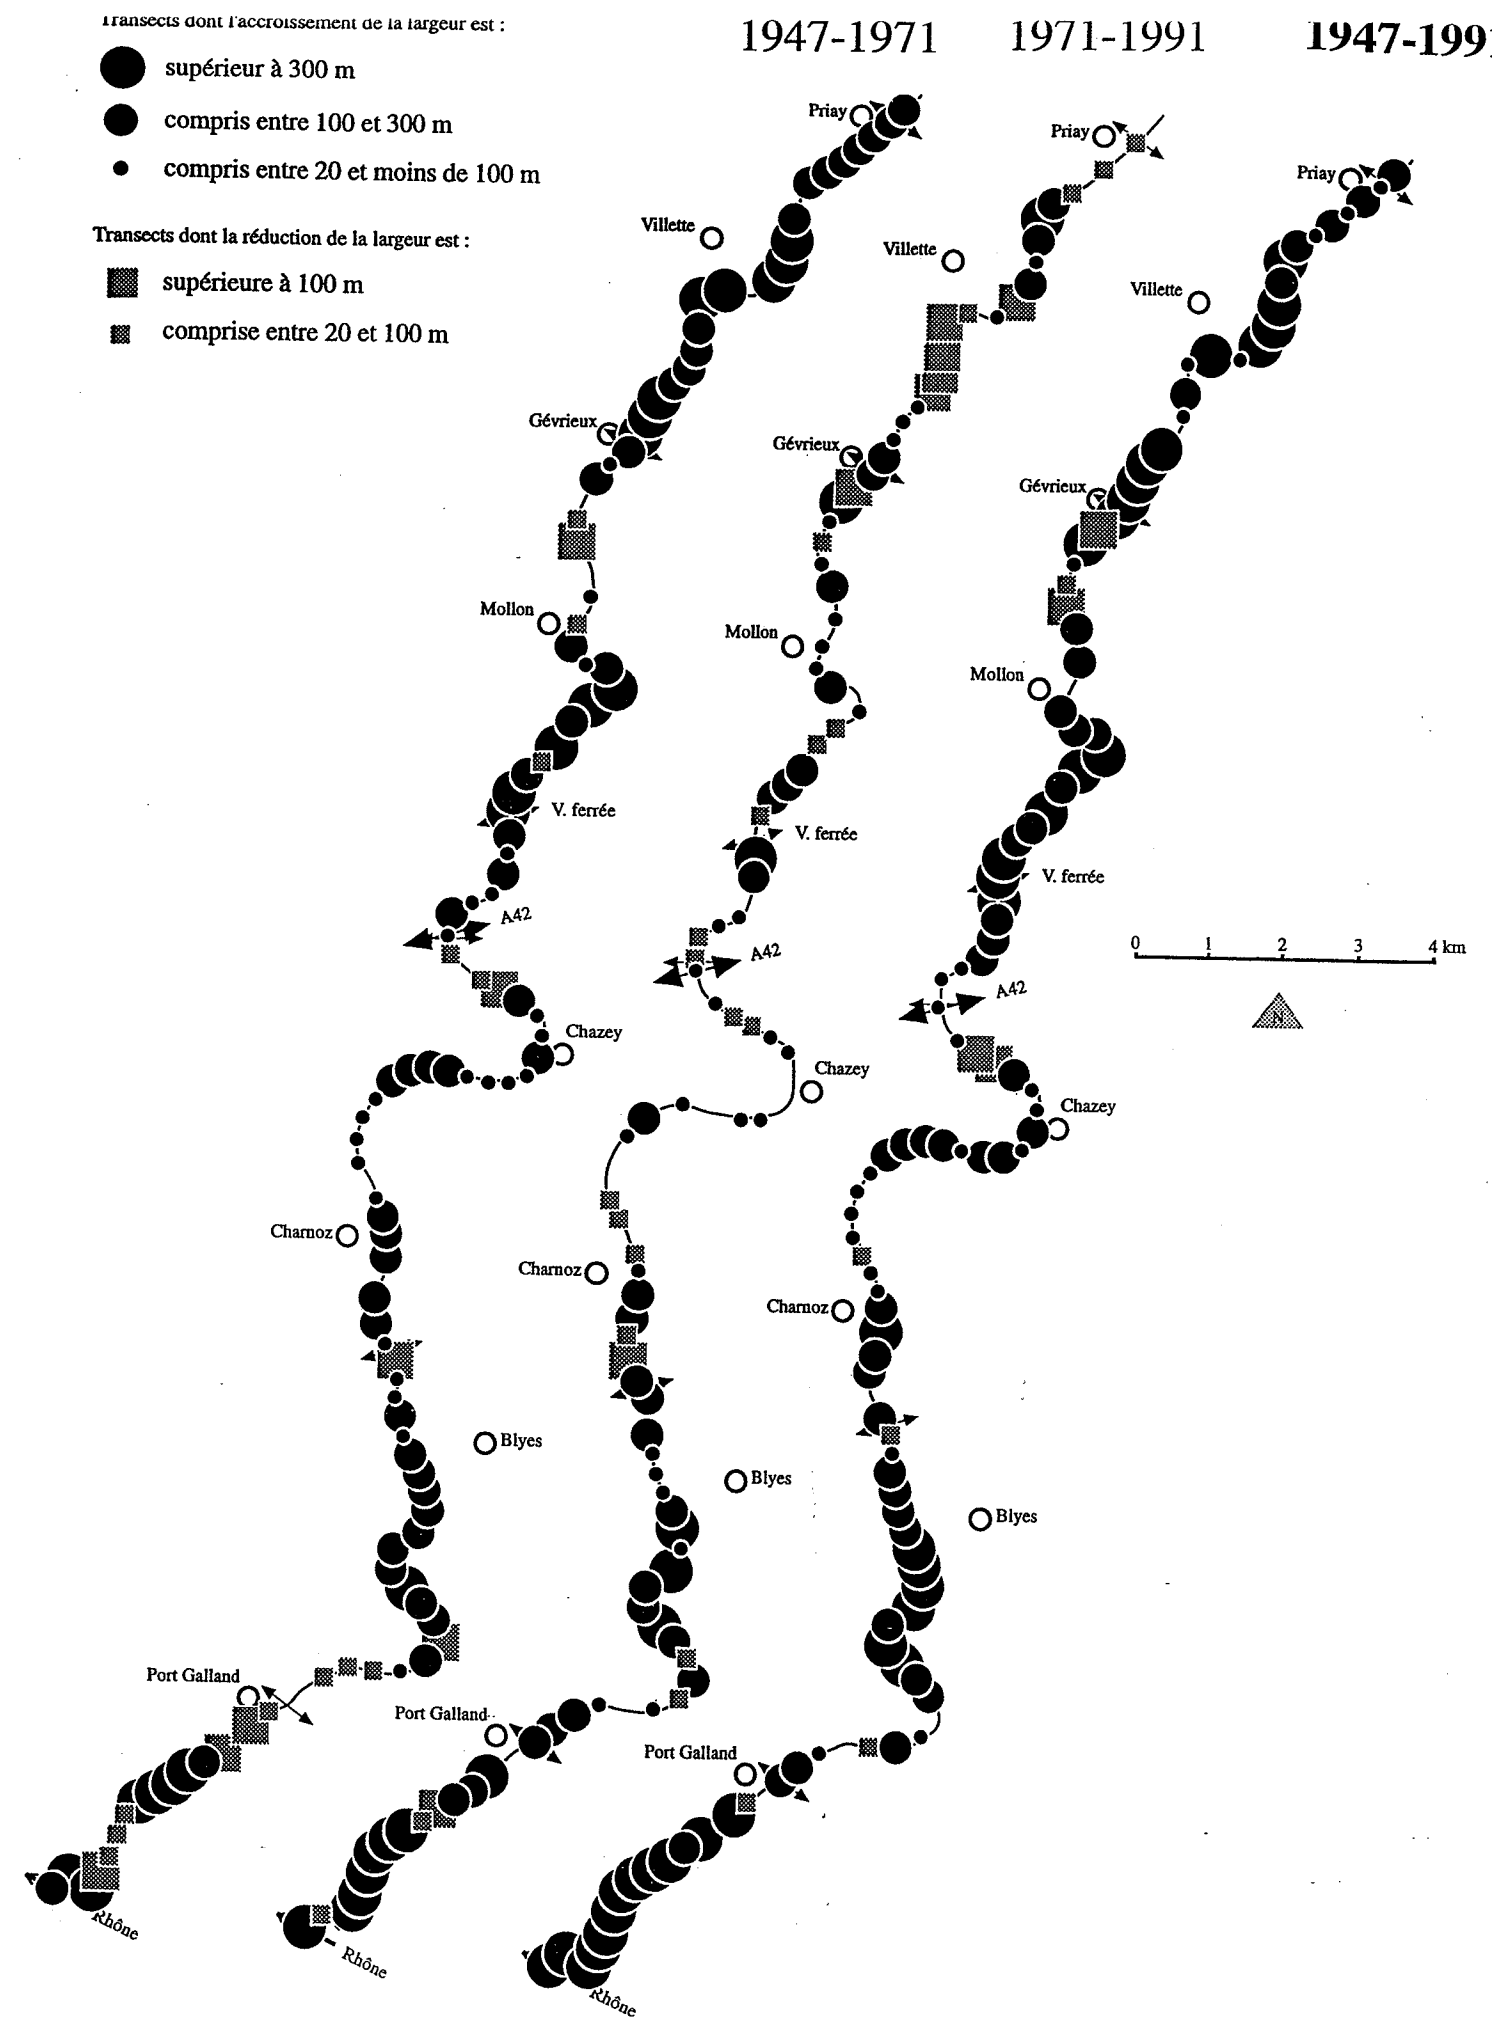 Transects dont l'accroissement de la largeur est :
supérieur à 300 m
compris entre 100 et 300 m
compris entre 20 et moins de 100 m
Transects dont la réduction de la largeur est :
supérieure à 100 m
comprise entre 20 et 100 m
1947-1971
Priay
Villette
Gévrieux
Mollon
V. ferrée
A42
Chazey
Charnoz
Blyes
Port Galland
Rhône
1971-1991
Priay
Villette
Gévrieux
Mollon
V. ferrée
A42
Chazey
Charnoz
Blyes
Port Galland
Rhône
1947-1991
Priay
Villette
Gévrieux
Mollon
V. ferrée
A42
Chazey
Charnoz
Blyes
Port Galland
Rhône
0 1 2 3 4 km
N